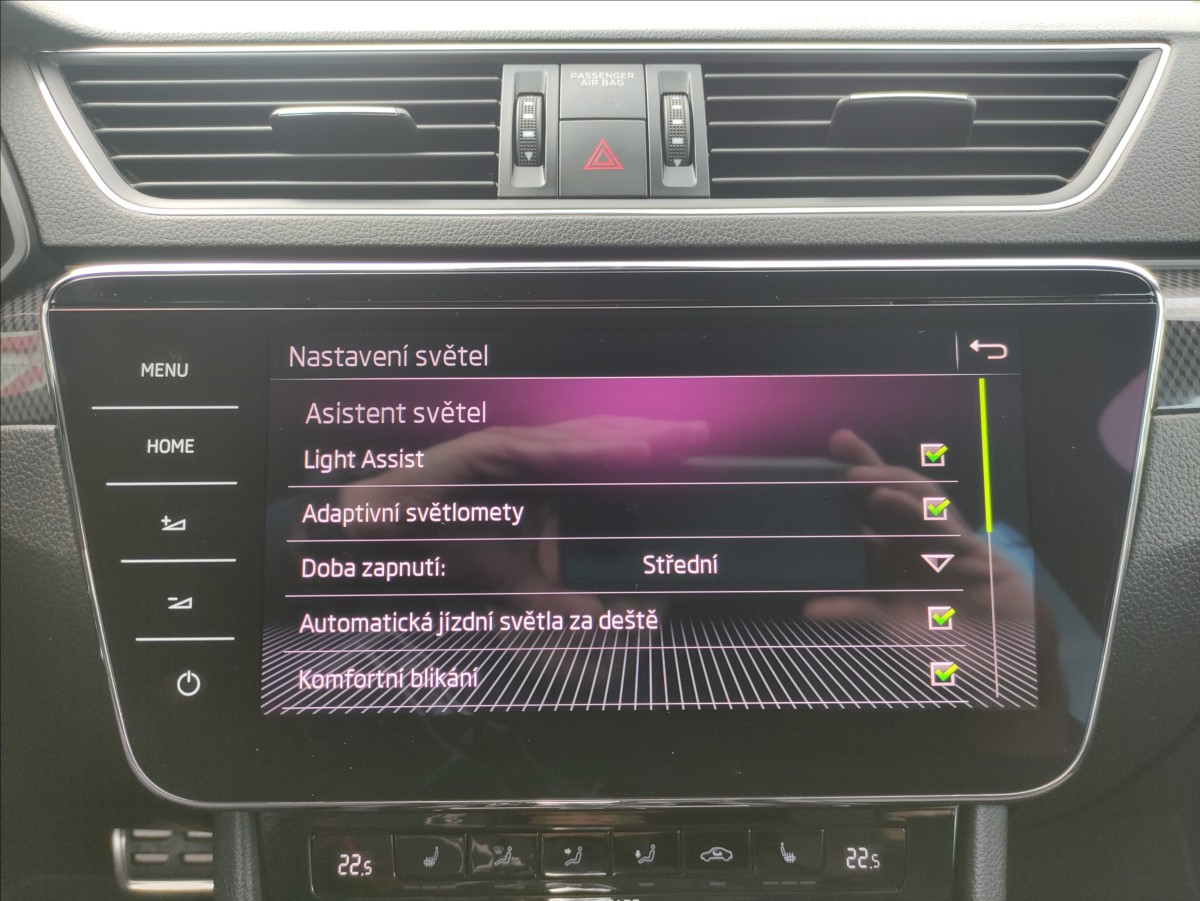 PASSENGER
AIR BAG
MENU
HOME
Nastavení světel
Asistent světel
Light Assist
Adaptivní světlomety
Doba zapnutí: Střední
Automatická jízdní světla za deště
Komfortní blikání
22.5
22.5